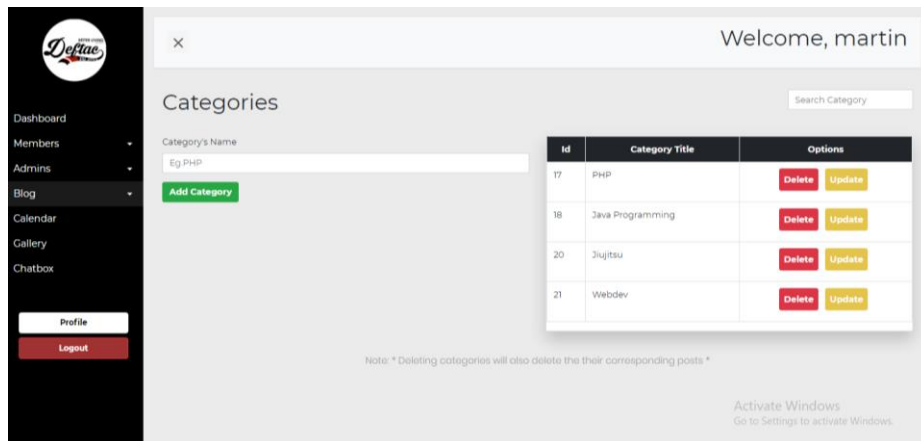 Deftac
Dashboard
Members
Admins
Blog
Calendar
Gallery
Chatbox
Profile
Logout
Welcome, martin
Categories
Search Category
Category's Name
Eg.PHP
Add Category
Id Category Title Options
17 PHP Delete Update
18 Java Programming Delete Update
20 Jiujitsu Delete Update
21 Webdev Delete Update
Note: * Deleting categories will also delete the their corresponding posts *
Activate Windows
Go to Settings to activate Windows.